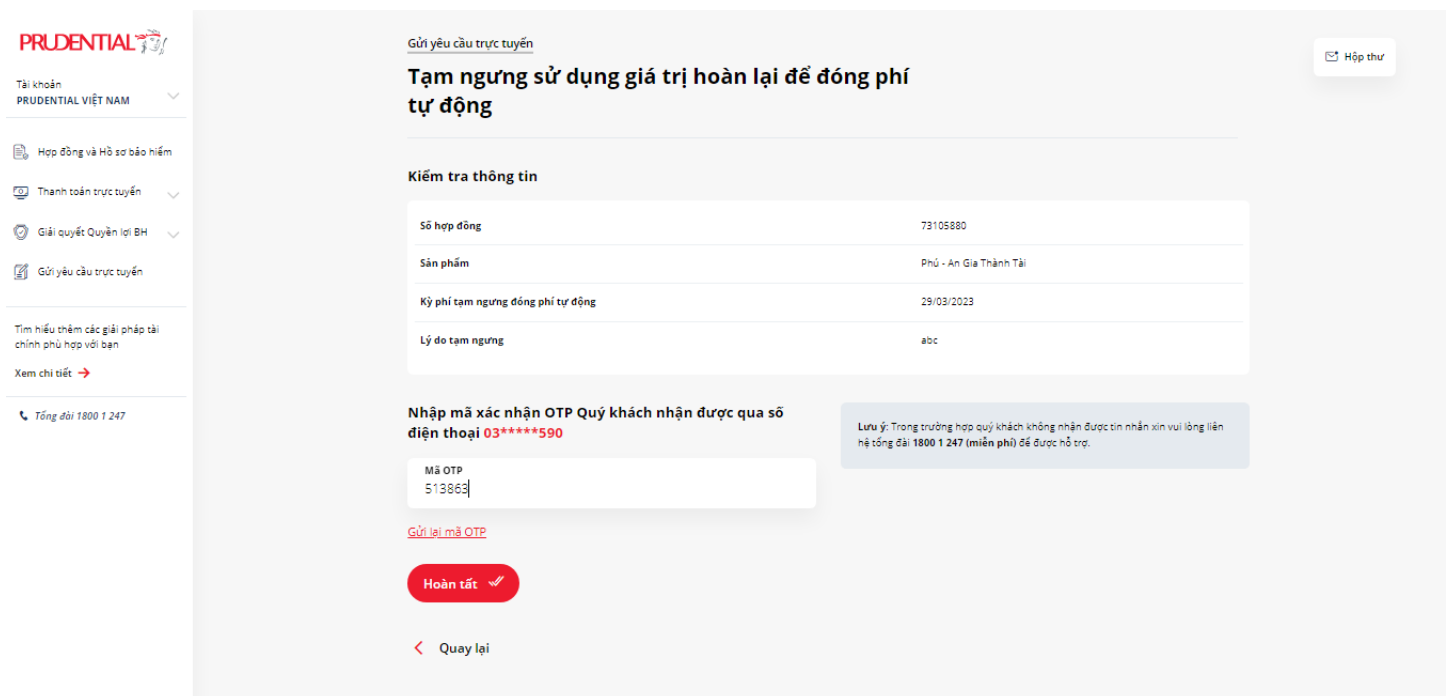 PRUDENTIAL
Tài khoản
PRUDENTIAL VIỆT NAM
Hợp đồng và Hồ sơ bảo hiểm
Thanh toán trực tuyến
Giải quyết Quyền lợi BH
Gửi yêu cầu trực tuyến
Tìm hiểu thêm các giải pháp tài
chính phù hợp với bạn
Xem chi tiết
Tổng đài 1800 1 247
Gửi yêu cầu trực tuyến
Hộp thư
Tạm ngưng sử dụng giá trị hoàn lại để đóng phí
tự động
Kiểm tra thông tin
Số hợp đồng 73105880
Sản phẩm Phú - An Gia Thành Tài
Kỳ phí tạm ngưng đóng phí tự động 29/03/2023
Lý do tạm ngưng abc
Nhập mã xác nhận OTP Quý khách nhận được qua số
điện thoại 03*****590
Mã OTP
513863
Gửi lại mã OTP
Hoàn tất
Quay lại
Lưu ý: Trong trường hợp quý khách không nhận được tin nhắn xin vui lòng liên
hệ tổng đài 1800 1 247 (miễn phí) để được hỗ trợ.